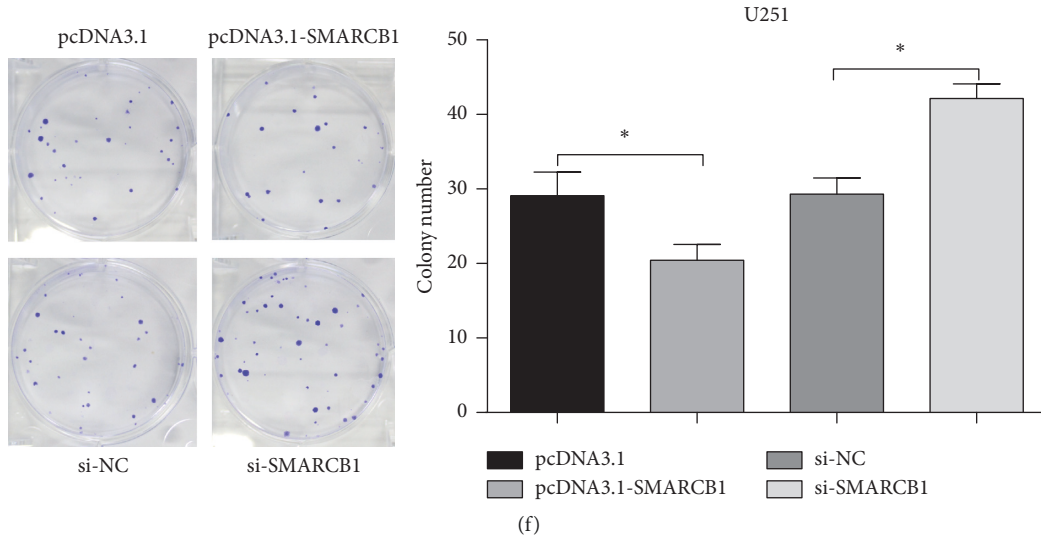 pcDNA3.1
pcDNA3.1-SMARCB1
si-NC
si-SMARCB1
U251
Colony number
50
40
30
20
10
0
*
*
pcDNA3.1
pcDNA3.1-SMARCB1
si-NC
si-SMARCB1
(f)